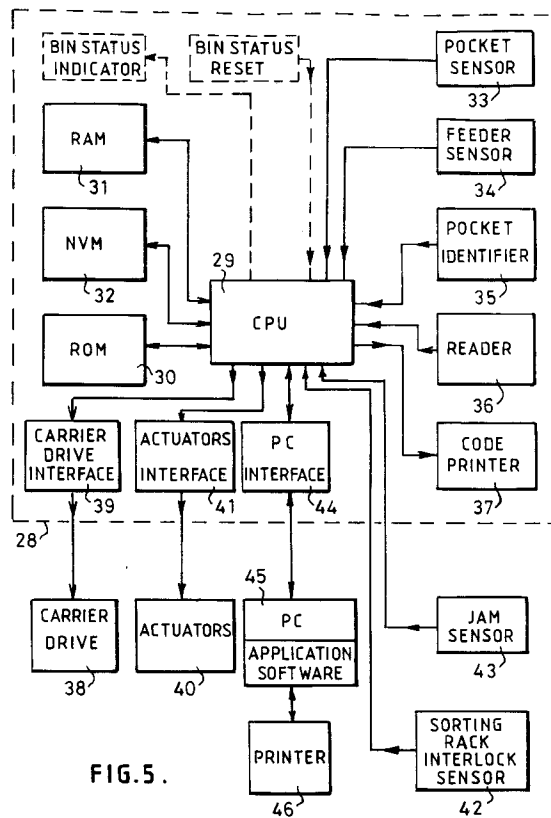 BIN STATUS
INDICATOR
BIN STATUS
RESET
POCKET
SENSOR
33
RAM
31
FEEDER
SENSOR
34
NVM
32
29
CPU
POCKET
IDENTIFIER
35
ROM
30
READER
36
CARRIER
DRIVE
INTERFACE
39
ACTUATORS
INTERFACE
41
PC
INTERFACE
44
CODE
PRINTER
37
28
CARRIER
DRIVE
38
ACTUATORS
40
45
PC
APPLICATION
SOFTWARE
JAM
SENSOR
43
PRINTER
46
SORTING
RACK
INTERLOCK
SENSOR
42
FIG.5.